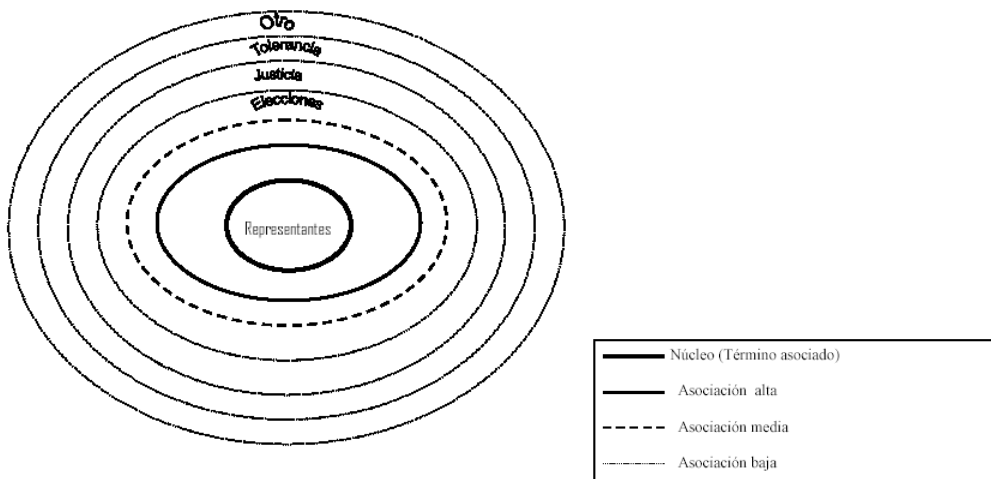 Otro
Tolerancia
Justicia
Elecciones
Representantes
Núcleo (Término asociado)
Asociación alta
Asociación media
Asociación baja